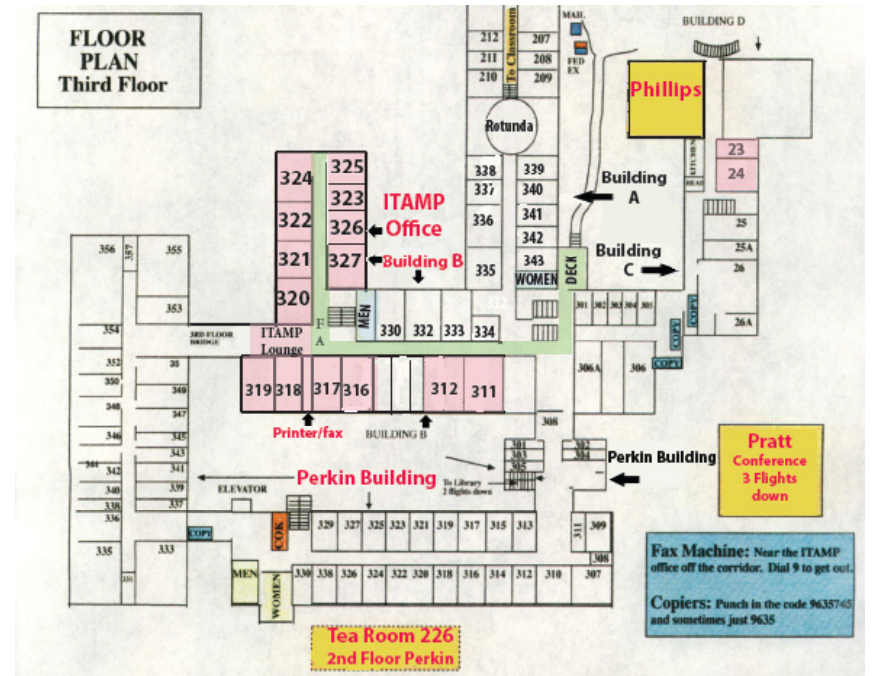 FLOOR
PLAN
Third Floor
212
207
211
208
210
209
To Classroom
MAIL
FED
EX
BUILDING D
Phillips
Rotunda
KITCHEN
HEAD
23
24
338
339
337
340
336
341
342
335
343
WOMEN
DECK
Building
A
Building
C
25
25A
26
26A
COPY
COPY
COPY
324
325
322
323
326
321
327
320
ITAMP
Office
Building B
MEN
330
332
333
334
301
302
303
304
305
F
A
356
357
355
353
354
3RD FLOOR
BRIDGE
ITAMP
Lounge
352
35
350
349
348
347
346
345
343
344
342
341
340
339
338
337
336
335
333
331
319
318
317
316
312
311
306A
306
308
Printer/fax
BUILDING B
301
302
303
304
305
To Library
2 flights down
Perkin Building
Perkin Building
Pratt
Conference
3 Flights
down
ELEVATOR
COPY
COK
329
327
325
323
321
319
317
315
313
311
309
308
MEN
WOMEN
330
338
326
324
322
320
318
316
314
312
310
307
Fax Machine: Near the ITAMP
office off the corridor. Dial 9 to get out.
Copiers: Punch in the code 9635745
and sometimes just 9635
Tea Room 226
2nd Floor Perkin